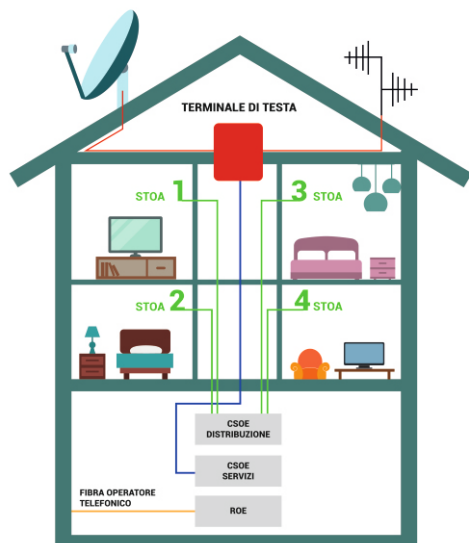 TERMINALE DI TESTA
STOA 1
3 STOA
STOA 2
4 STOA
CSOE
DISTRIBUZIONE
CSOE
SERVIZI
FIBRA OPERATORE
TELEFONICO
ROE